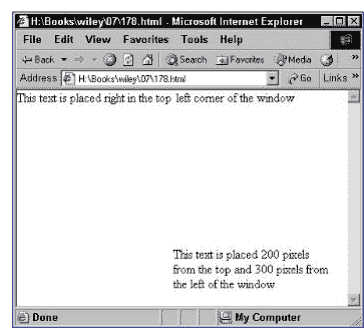 H:\Books\wiley\07\178.html - Microsoft Internet Explorer
File Edit View Favorites Tools Help
Back Search Favorites Media »
Address H:\Books\wiley\07\178.html Go Links »
This text is placed right in the top left corner of the window
This text is placed 200 pixels
from the top and 300 pixels from
the left of the window
Done My Computer